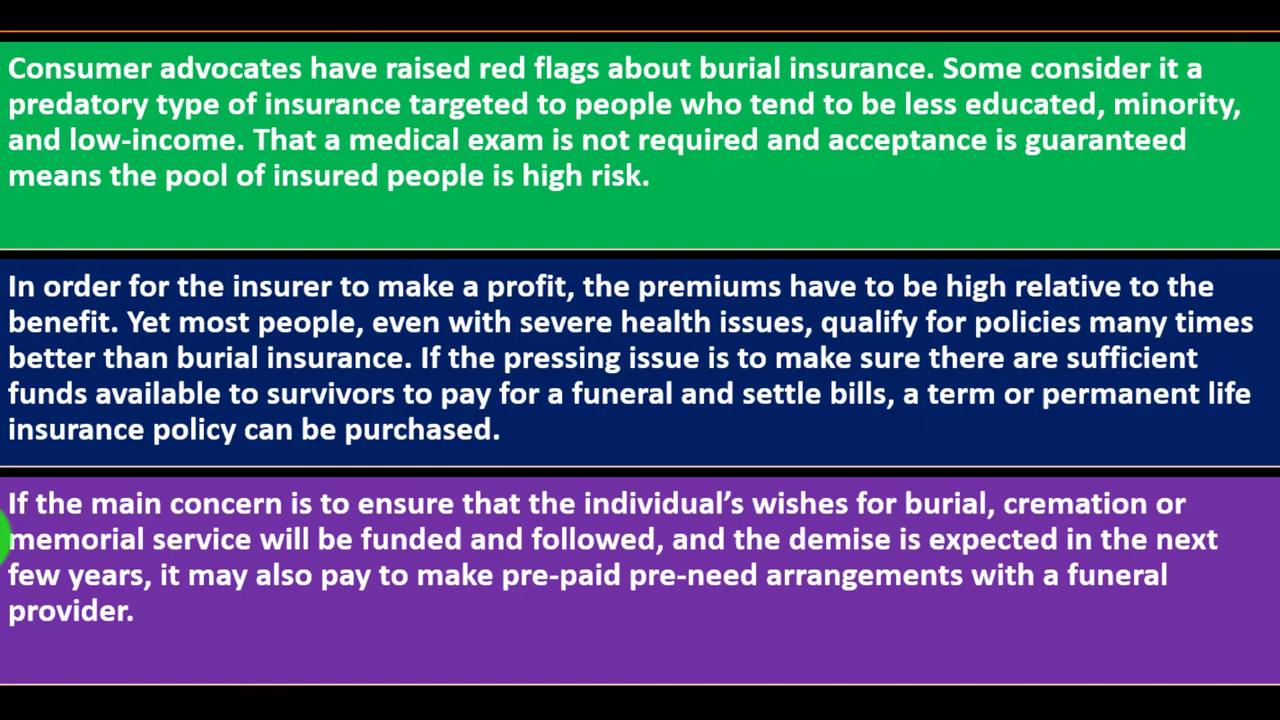 Consumer advocates have raised red flags about burial insurance. Some consider it a
predatory type of insurance targeted to people who tend to be less educated, minority,
and low-income. That a medical exam is not required and acceptance is guaranteed
means the pool of insured people is high risk.
In order for the insurer to make a profit, the premiums have to be high relative to the
benefit. Yet most people, even with severe health issues, qualify for policies many times
better than burial insurance. If the pressing issue is to make sure there are sufficient
funds available to survivors to pay for a funeral and settle bills, a term or permanent life
insurance policy can be purchased.
If the main concern is to ensure that the individual’s wishes for burial, cremation or
memorial service will be funded and followed, and the demise is expected in the next
few years, it may also pay to make pre-paid pre-need arrangements with a funeral
provider.